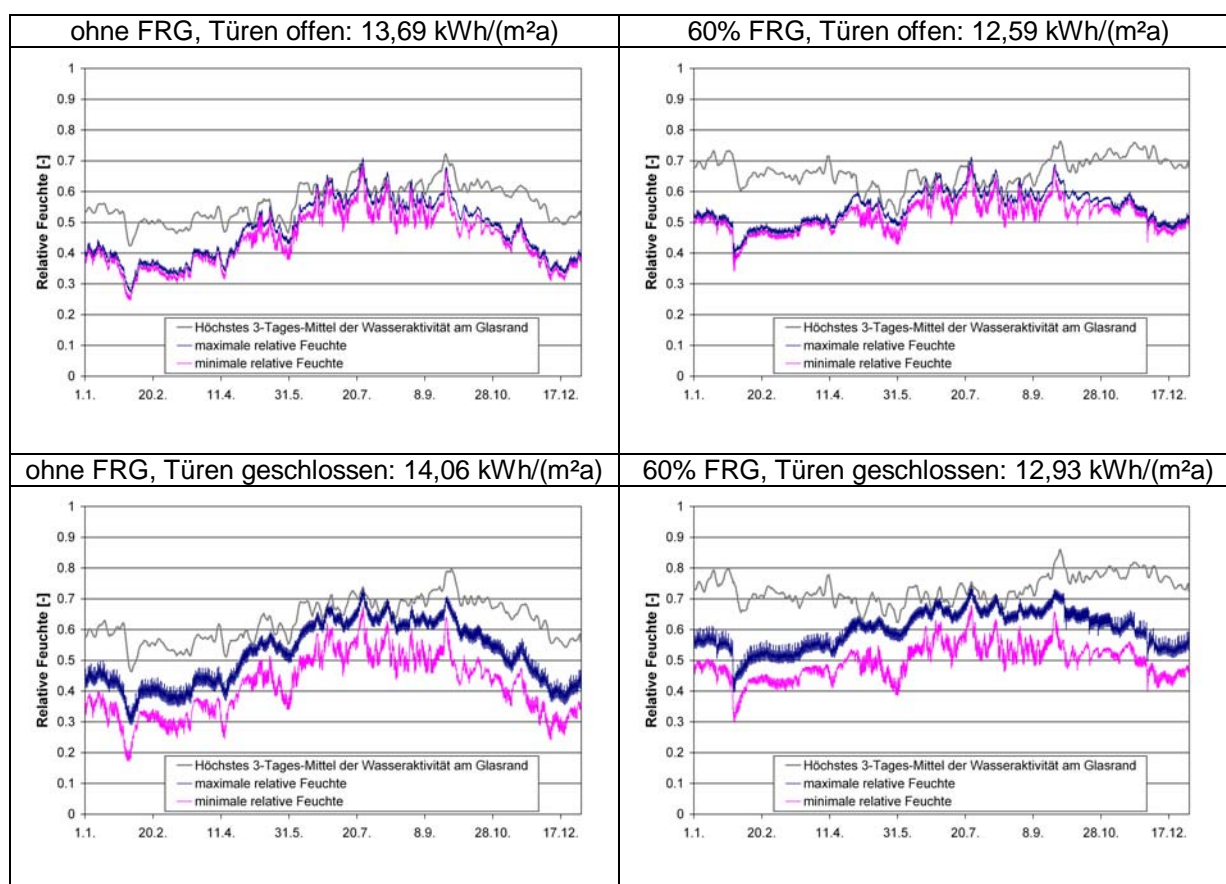 ohne FRG, Türen offen: 13,69 kWh/(m²a)
60% FRG, Türen offen: 12,59 kWh/(m²a)
Relative Feuchte [-]
1
0.9
0.8
0.7
0.6
0.5
0.4
0.3
0.2
0.1
0
Höchstes 3-Tages-Mittel der Wasseraktivität am Glasrand
maximale relative Feuchte
minimale relative Feuchte
1.1. 20.2. 11.4. 31.5. 20.7. 8.9. 28.10. 17.12.
Relative Feuchte [-]
1
0.9
0.8
0.7
0.6
0.5
0.4
0.3
0.2
0.1
0
Höchstes 3-Tages-Mittel der Wasseraktivität am Glasrand
maximale relative Feuchte
minimale relative Feuchte
1.1. 20.2. 11.4. 31.5. 20.7. 8.9. 28.10. 17.12.
ohne FRG, Türen geschlossen: 14,06 kWh/(m²a)
60% FRG, Türen geschlossen: 12,93 kWh/(m²a)
Relative Feuchte [-]
1
0.9
0.8
0.7
0.6
0.5
0.4
0.3
0.2
0.1
0
Höchstes 3-Tages-Mittel der Wasseraktivität am Glasrand
maximale relative Feuchte
minimale relative Feuchte
1.1. 20.2. 11.4. 31.5. 20.7. 8.9. 28.10. 17.12.
Relative Feuchte [-]
1
0.9
0.8
0.7
0.6
0.5
0.4
0.3
0.2
0.1
0
Höchstes 3-Tages-Mittel der Wasseraktivität am Glasrand
maximale relative Feuchte
minimale relative Feuchte
1.1. 20.2. 11.4. 31.5. 20.7. 8.9. 28.10. 17.12.